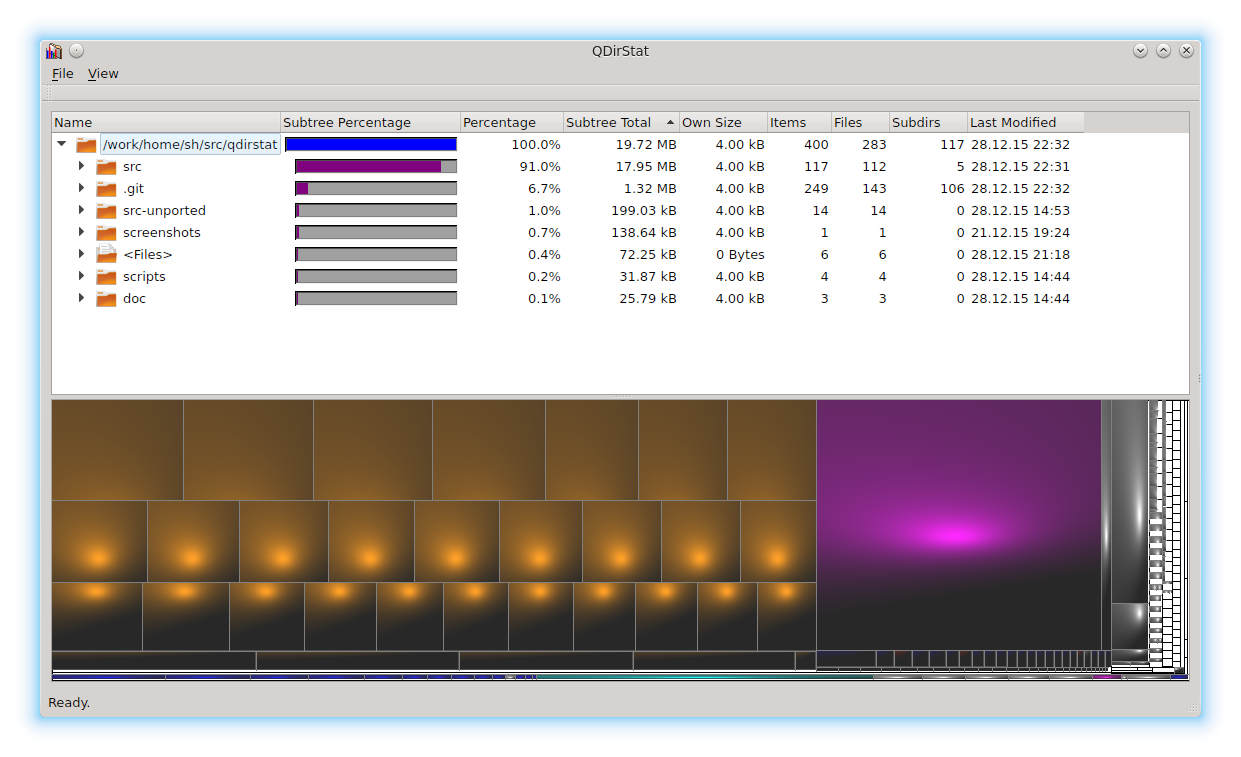 QDirStat
File View
Name Subtree Percentage Percentage Subtree Total Own Size Items Files Subdirs Last Modified
/work/home/sh/src/qdirstat 100.0% 19.72 MB 4.00 kB 400 283 117 28.12.15 22:32
src 91.0% 17.95 MB 4.00 kB 117 112 5 28.12.15 22:31
.git 6.7% 1.32 MB 4.00 kB 249 143 106 28.12.15 22:32
src-unported 1.0% 199.03 kB 4.00 kB 14 14 0 28.12.15 14:53
screenshots 0.7% 138.64 kB 4.00 kB 1 1 0 21.12.15 19:24
<Files> 0.4% 72.25 kB 0 Bytes 6 6 0 28.12.15 21:18
scripts 0.2% 31.87 kB 4.00 kB 4 4 0 28.12.15 14:44
doc 0.1% 25.79 kB 4.00 kB 3 3 0 28.12.15 14:44
Ready.